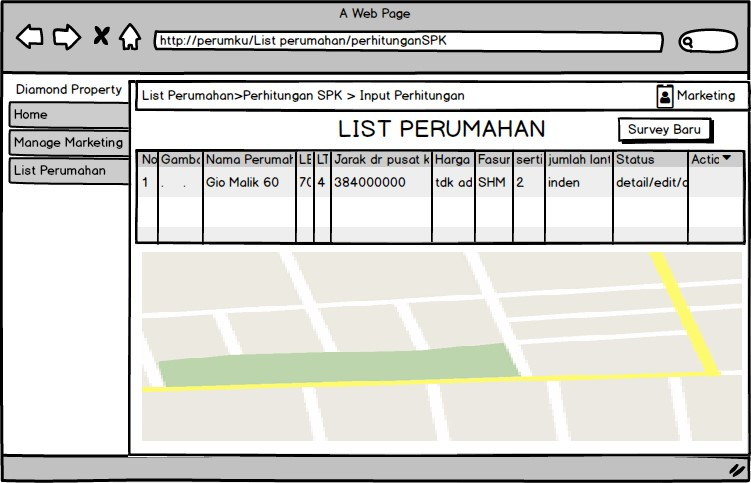 A Web Page
http://perumku/List perumahan/perhitunganSPK
Diamond Property
Home
Manage Marketing
List Perumahan
List Perumahan>Perhitungan SPK > Input Perhitungan
Marketing
LIST PERUMAHAN
Survey Baru
No Gamba Nama Perumah LB LT Jarak dr pusat k Harga Fasum serti jumlah lant Status Actic
1 . . Gio Malik 60 70 4 384000000 tdk ad SHM 2 inden detail/edit/d